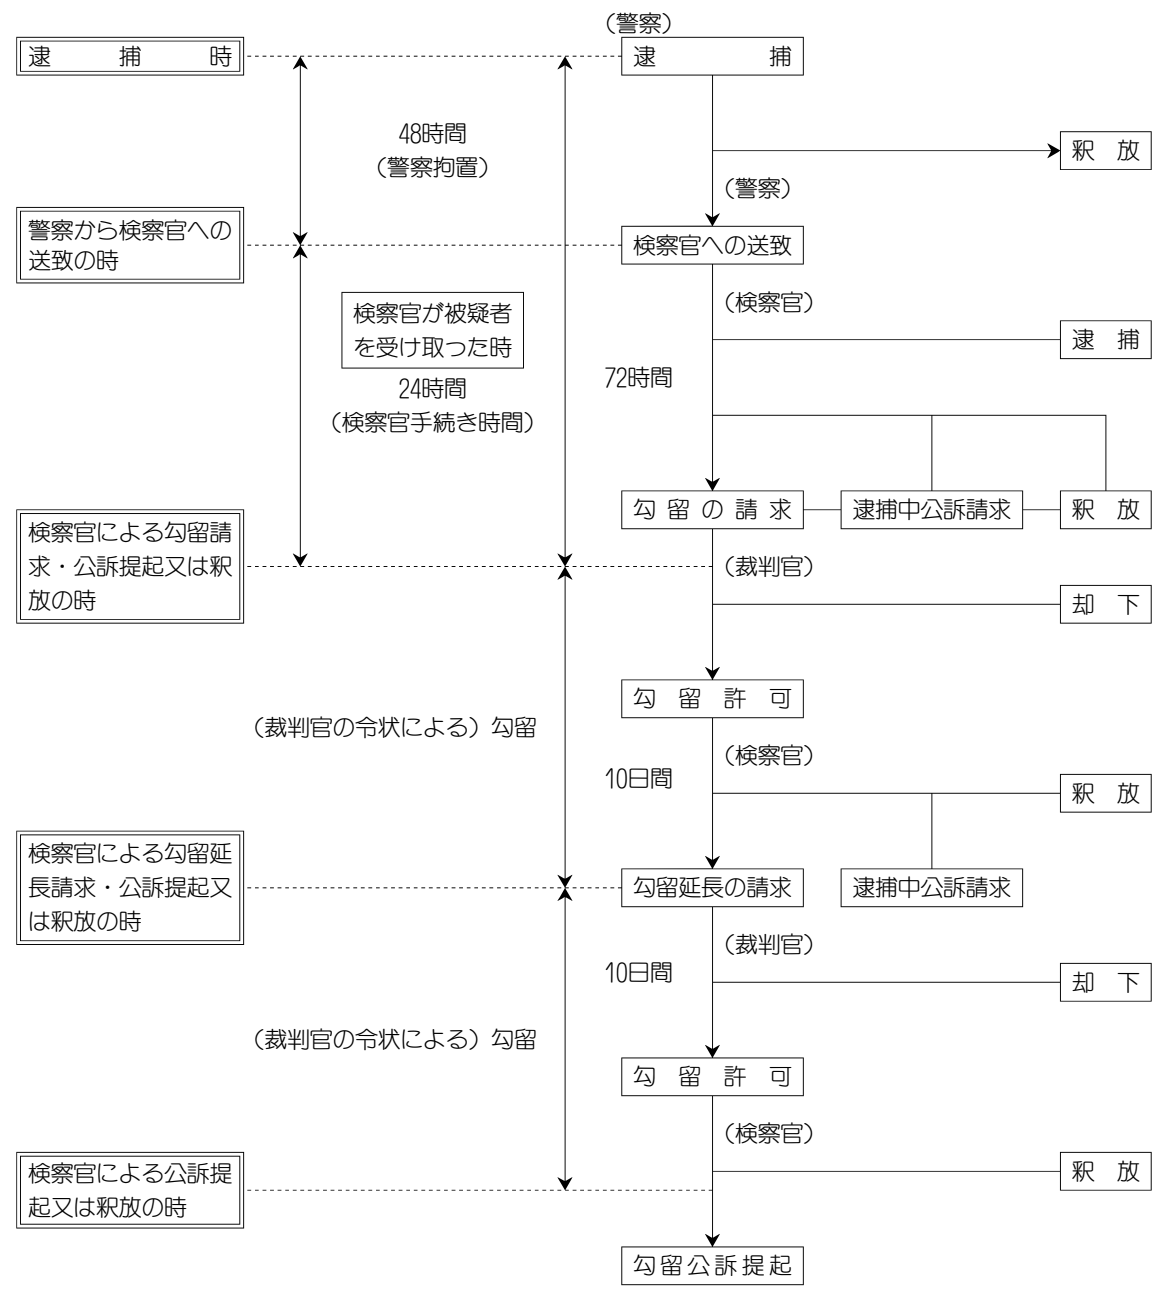 （警察）
逮捕時
逮捕
48時間
（警察拘置）
釈放
（警察）
警察から検察官への
送致の時
検察官への送致
（検察官）
検察官が被疑者
を受け取った時
逮捕
72時間
24時間
（検察官手続き時間）
勾留の請求
逮捕中公訴請求
釈放
検察官による勾留請
求・公訴提起又は釈
放の時
（裁判官）
却下
勾留許可
（裁判官の令状による）勾留
（検察官）
10日間
釈放
検察官による勾留延
長請求・公訴提起又
は釈放の時
勾留延長の請求
逮捕中公訴請求
（裁判官）
10日間
却下
（裁判官の令状による）勾留
勾留許可
（検察官）
検察官による公訴提
起又は釈放の時
釈放
勾留公訴提起